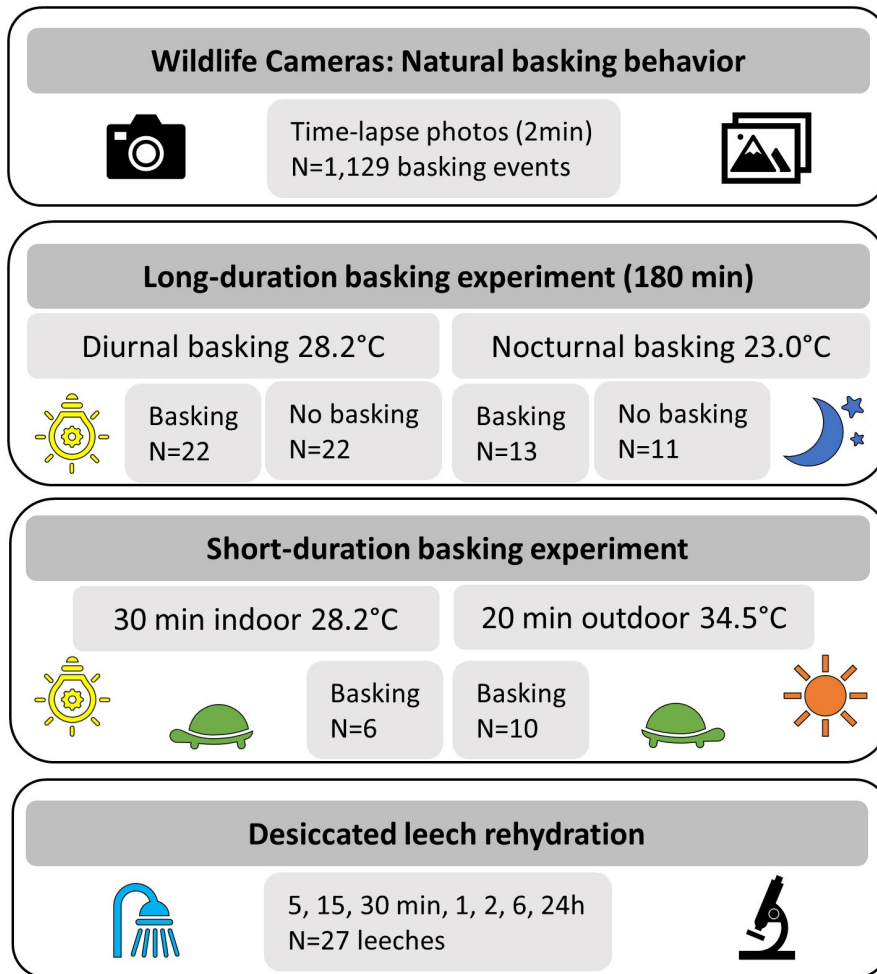 Wildlife Cameras: Natural basking behavior
Time-lapse photos (2min)
N=1,129 basking events
Long-duration basking experiment (180 min)
Diurnal basking 28.2°C
Nocturnal basking 23.0°C
Basking
N=22
No basking
N=22
Basking
N=13
No basking
N=11
Short-duration basking experiment
30 min indoor 28.2°C
20 min outdoor 34.5°C
Basking
N=6
Basking
N=10
Desiccated leech rehydration
5, 15, 30 min, 1, 2, 6, 24h
N=27 leeches